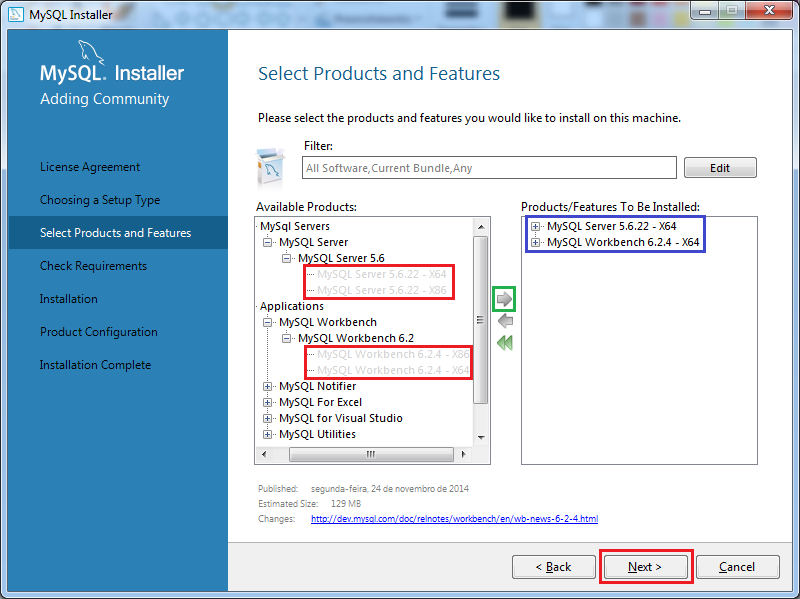 MySQL Installer
MySQL. Installer
Adding Community
License Agreement
Choosing a Setup Type
Select Products and Features
Check Requirements
Installation
Product Configuration
Installation Complete
Select Products and Features
Please select the products and features you would like to install on this machine.
Filter:
All Software,Current Bundle,Any
Edit
Available Products:
MySql Servers
MySQL Server
MySQL Server 5.6
MySQL Server 5.6.22 - X64
MySQL Server 5.6.22 - X86
Applications
MySQL Workbench
MySQL Workbench 6.2
MySQL Workbench 6.2.4 - X86
MySQL Workbench 6.2.4 - X64
MySQL Notifier
MySQL For Excel
MySQL for Visual Studio
MySQL Utilities
Products/Features To Be Installed:
MySQL Server 5.6.22 - X64
MySQL Workbench 6.2.4 - X64
Published: segunda-feira, 24 de novembro de 2014
Estimated Size: 129 MB
Changes: http://dev.mysql.com/doc/relnotes/workbench/en/wb-news-6-2-4.html
< Back
Next >
Cancel